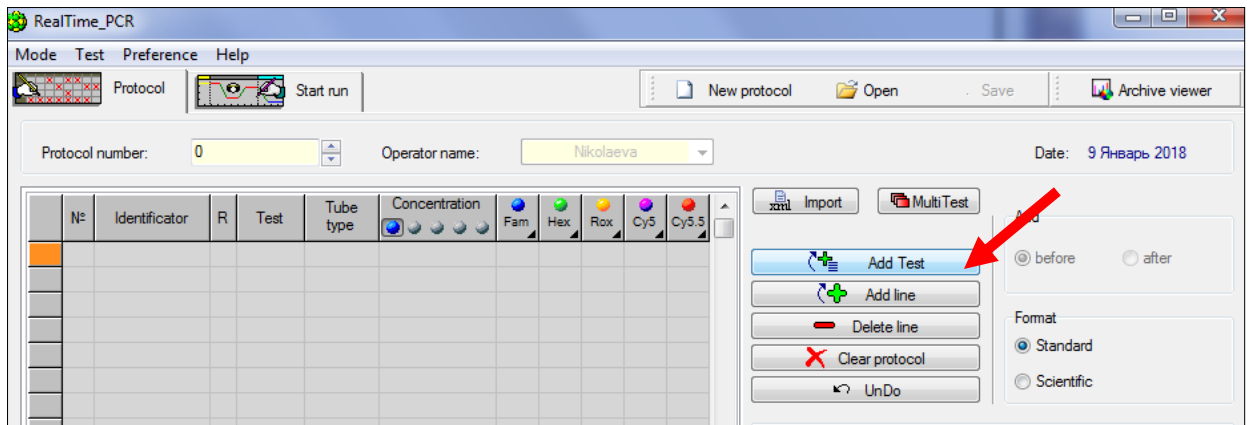 RealTime_PCR
Mode Test Preference Help
Protocol Start run New protocol Open Save Archive viewer
Protocol number: 0 Operator name: Nikolaeva Date: 9 Январь 2018
Nº Identificator R Test Tube type Concentration Fam Hex Rox Cy5 Cy5.5
xml Import MultiTest
Add Test
Add line
Delete line
Clear protocol
UnDo
before after
Format
Standard
Scientific